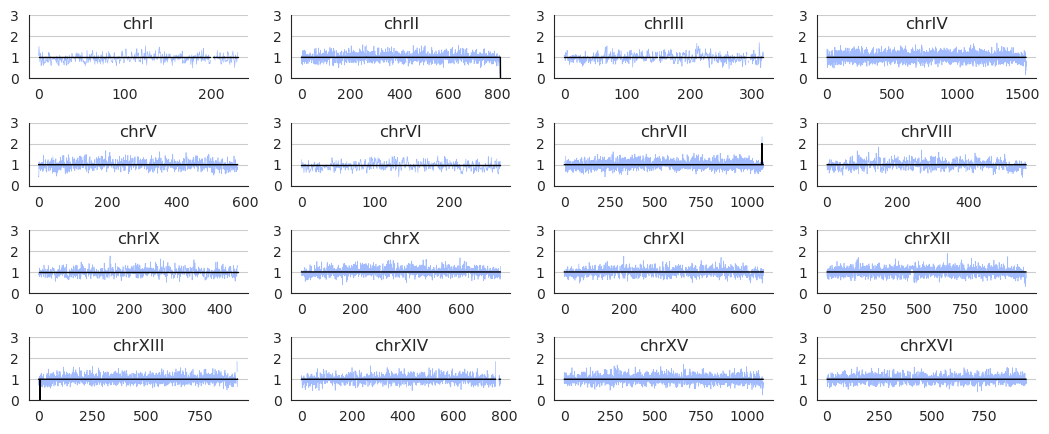 3 chrI 3 chrII 3 chrIII 3 chrIV
2 2 2 2
1 1 1 1
0 0 0 0
0 100 200 0 200 400 600 800 0 100 200 300 0 500 1000 1500
3 chrV 3 chrVI 3 chrVII 3 chrVIII
2 2 2 2
1 1 1 1
0 0 0 0
0 200 400 600 0 100 200 0 250 500 750 1000 0 200 400
3 chrIX 3 chrX 3 chrXI 3 chrXII
2 2 2 2
1 1 1 1
0 0 0 0
0 100 200 300 400 0 200 400 600 0 200 400 600 0 250 500 750 1000
3 chrXIII 3 chrXIV 3 chrXV 3 chrXVI
2 2 2 2
1 1 1 1
0 0 0 0
0 250 500 750 0 200 400 600 800 0 250 500 750 1000 0 250 500 750